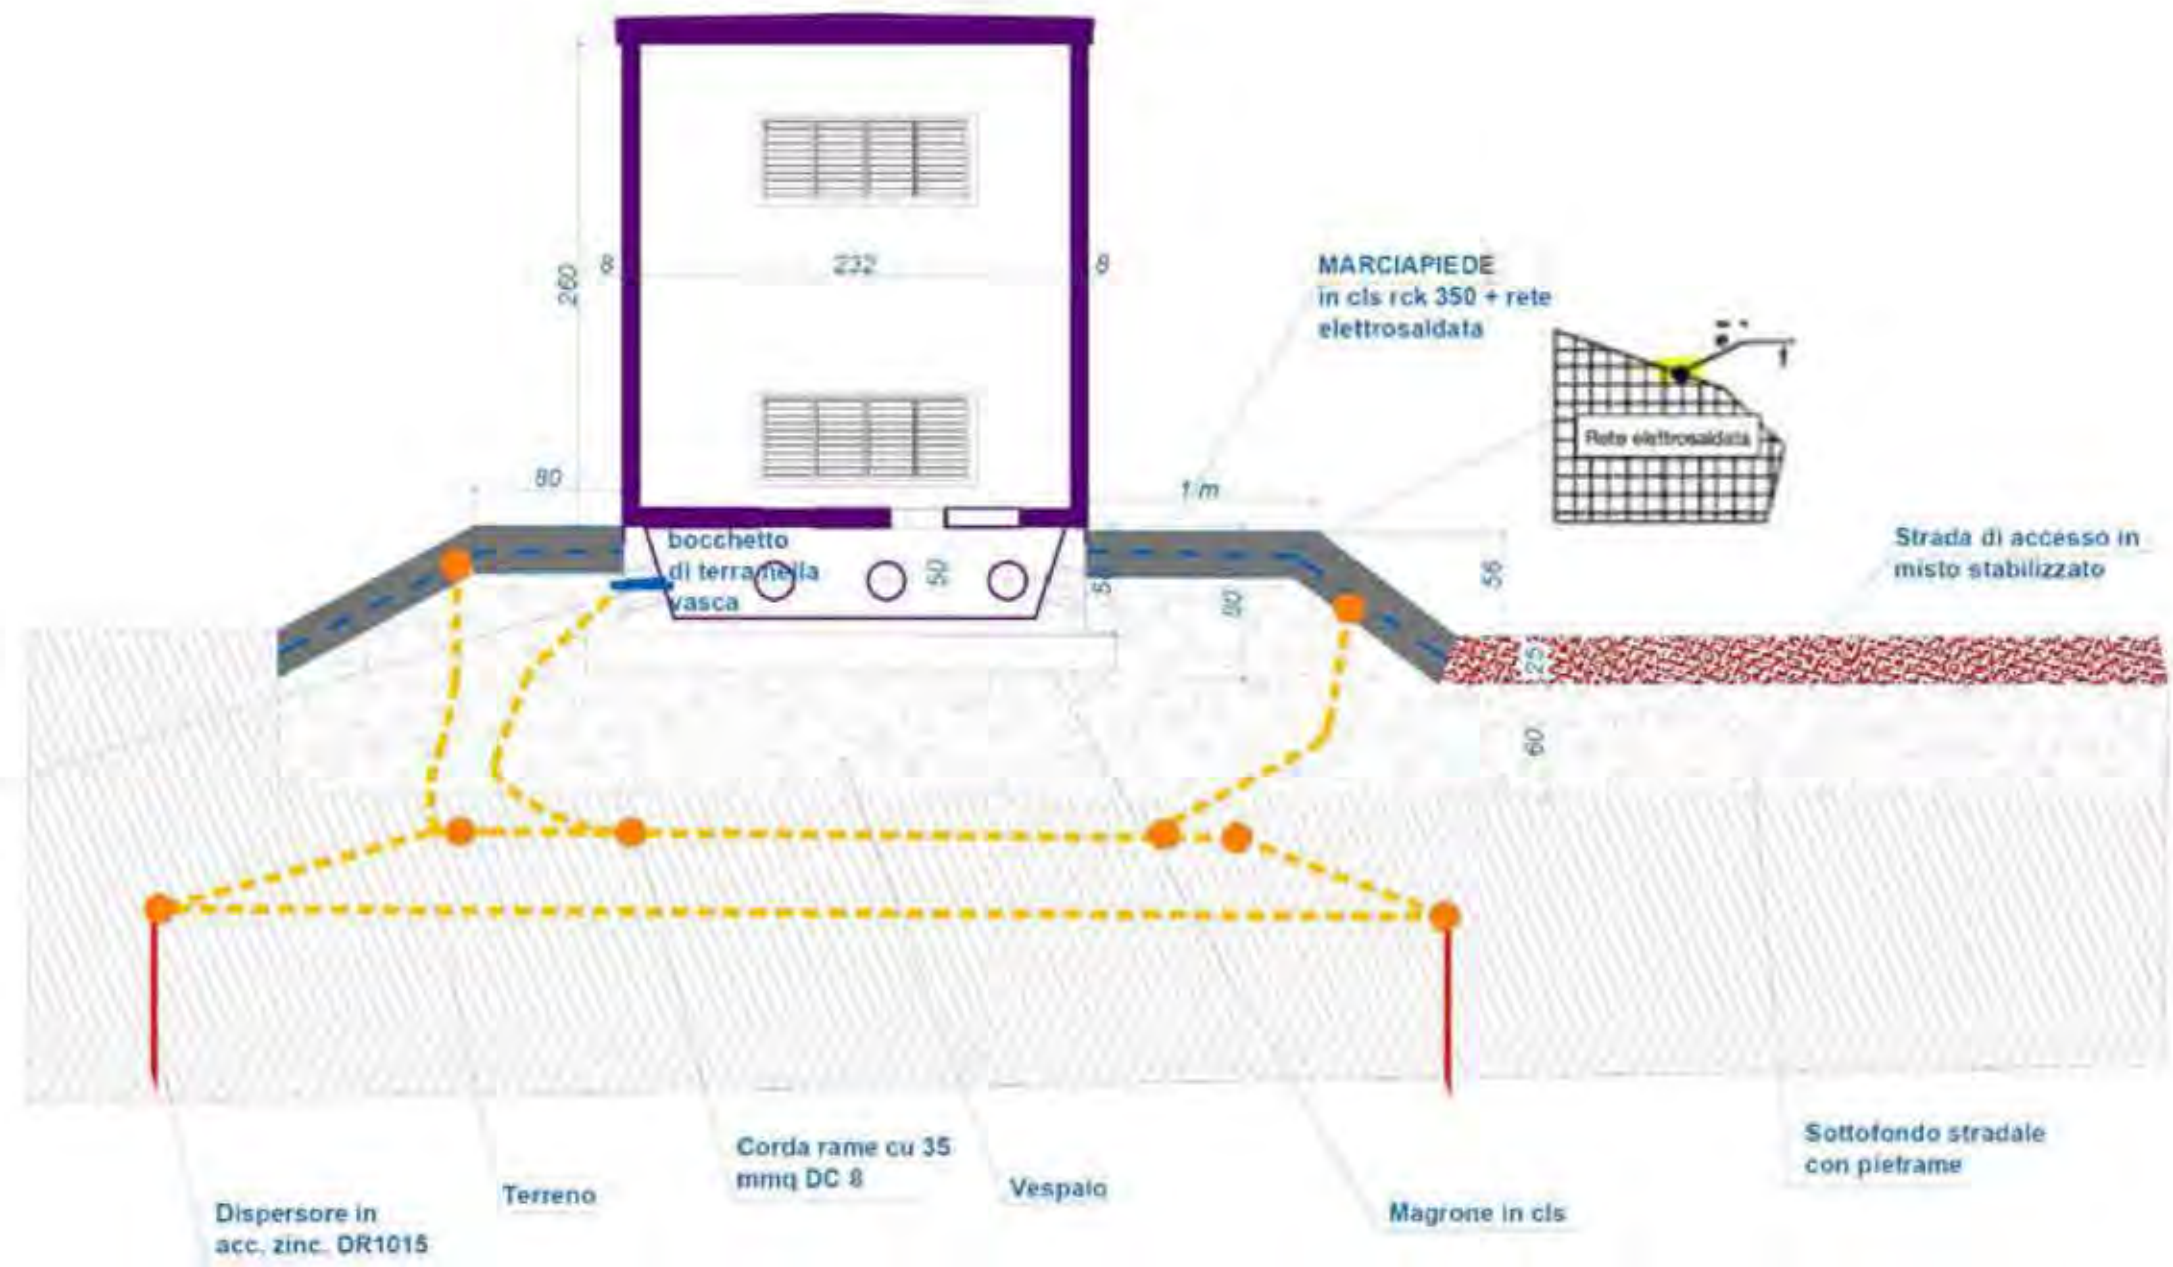 260
8
232
8
MARCIAPIEDE
in cls rck 350 + rete
elettrosaldata
Rete elettrosaldata
80
1 m
bocchetto
di terra nella
vasca
50
80
56
Strada di accesso in
misto stabilizzato
25
60
Corda rame cu 35
mmq DC 8
Terreno
Vespaio
Sottofondo stradale
con pietrame
Magrone in cls
Dispersore in
acc. zinc. DR1015